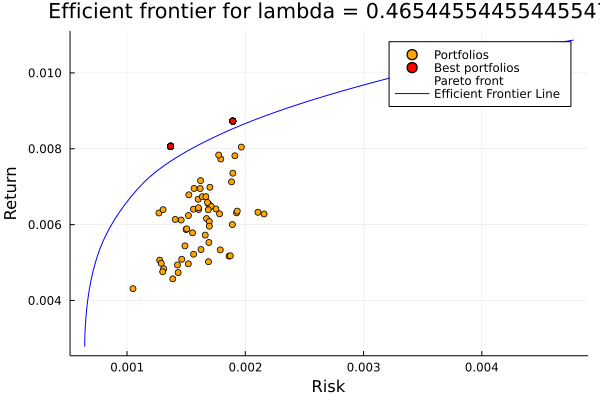 Efficient frontier for lambda = 0.4654455445544554
Portfolios
Best portfolios
Pareto front
Efficient Frontier Line
Return
0.010
0.008
0.006
0.004
0.001
0.002
0.003
0.004
Risk